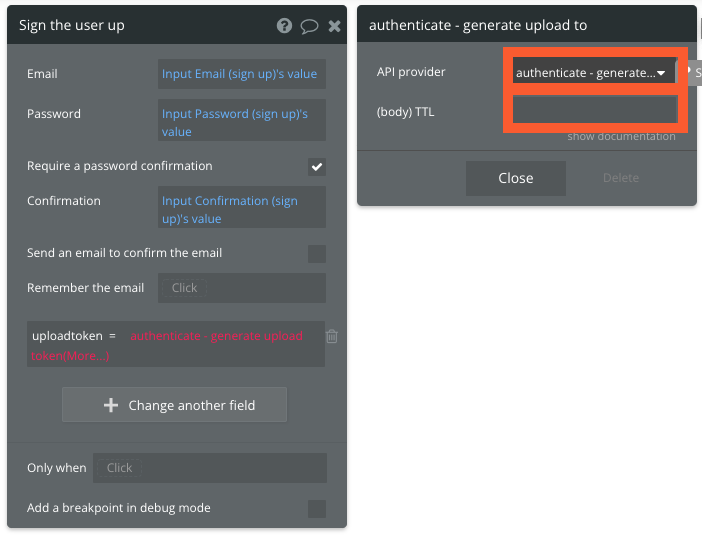 Sign the user up
Email
Input Email (sign up)'s value
Password
Input Password (sign up)'s
value
Require a password confirmation
Confirmation
Input Confirmation (sign
up)'s value
Send an email to confirm the email
Remember the email
Click
uploadtoken =
authenticate - generate upload
token(More...)
Change another field
Only when
Click
Add a breakpoint in debug mode
authenticate - generate upload to
API provider
authenticate - generate...
S
(body) TTL
show documentation
Close
Delete